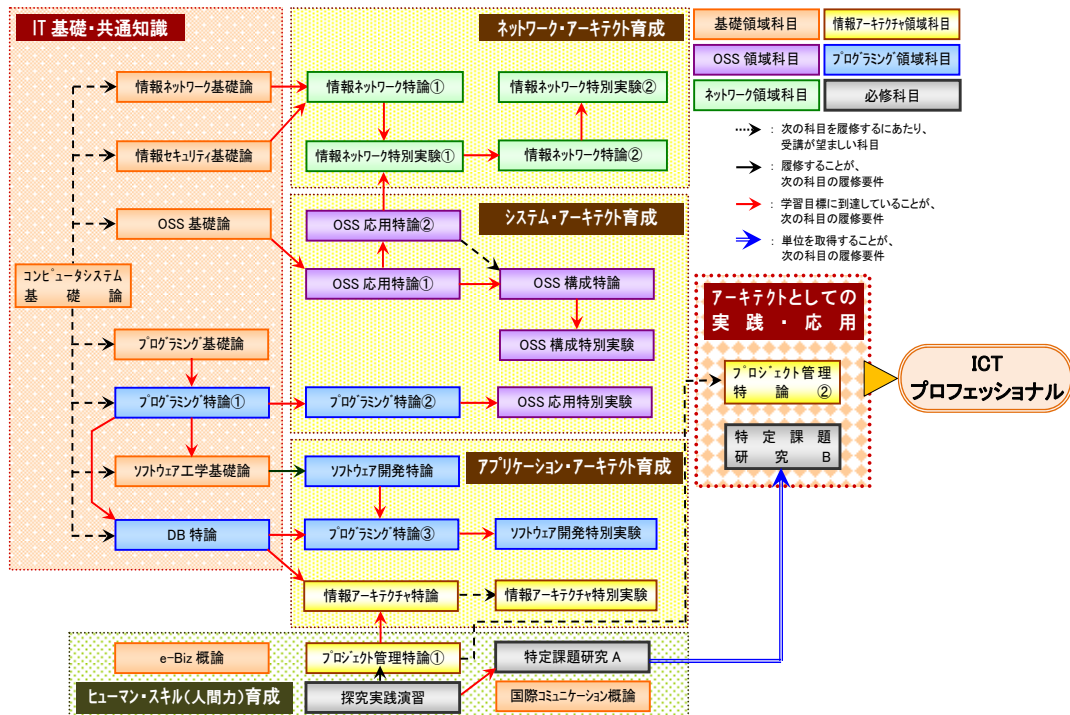 IT 基礎・共通知識
情報ネットワーク基礎論
情報セキュリティ基礎論
OSS 基礎論
コンピュータシステム
基礎論
プログラミング基礎論
プログラミング特論①
ソフトウェア工学基礎論
DB 特論
ネットワーク・アーキテクト育成
情報ネットワーク特論①
情報ネットワーク特別実験②
情報ネットワーク特別実験①
情報ネットワーク特論②
システム・アーキテクト育成
OSS 応用特論②
OSS 応用特論①
OSS 構成特論
OSS 構成特別実験
プログラミング特論②
OSS 応用特別実験
アプリケーション・アーキテクト育成
ソフトウェア開発特論
プログラミング特論③
ソフトウェア開発特別実験
情報アーキテクチャ特論
情報アーキテクチャ特別実験
e-Biz 概論
プロジェクト管理特論①
特定課題研究 A
ヒューマン・スキル(人間力)育成
探究実践演習
国際コミュニケーション概論
基礎領域科目
情報アーキテクチャ領域科目
OSS 領域科目
プログラミング領域科目
ネットワーク領域科目
必修科目
： 次の科目を履修するにあたり、
受講が望ましい科目
： 履修することが、
次の科目の履修要件
： 学習目標に到達していることが、
次の科目の履修要件
： 単位を取得することが、
次の科目の履修要件
アーキテクトとしての
実践・応用
プロジェクト管理
特論②
特定課題
研究B
ICT
プロフェッショナル